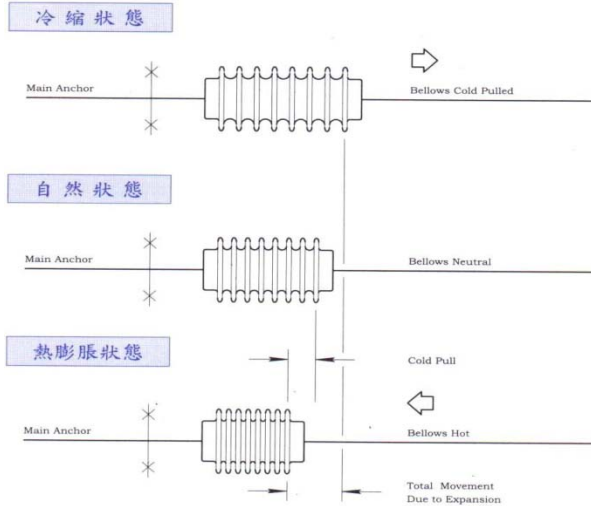 冷縮狀態
Main Anchor
Bellows Cold Pulled
自然狀態
Main Anchor
Bellows Neutral
熱膨脹狀態
Cold Pull
Main Anchor
Bellows Hot
Total Movement
Due to Expansion